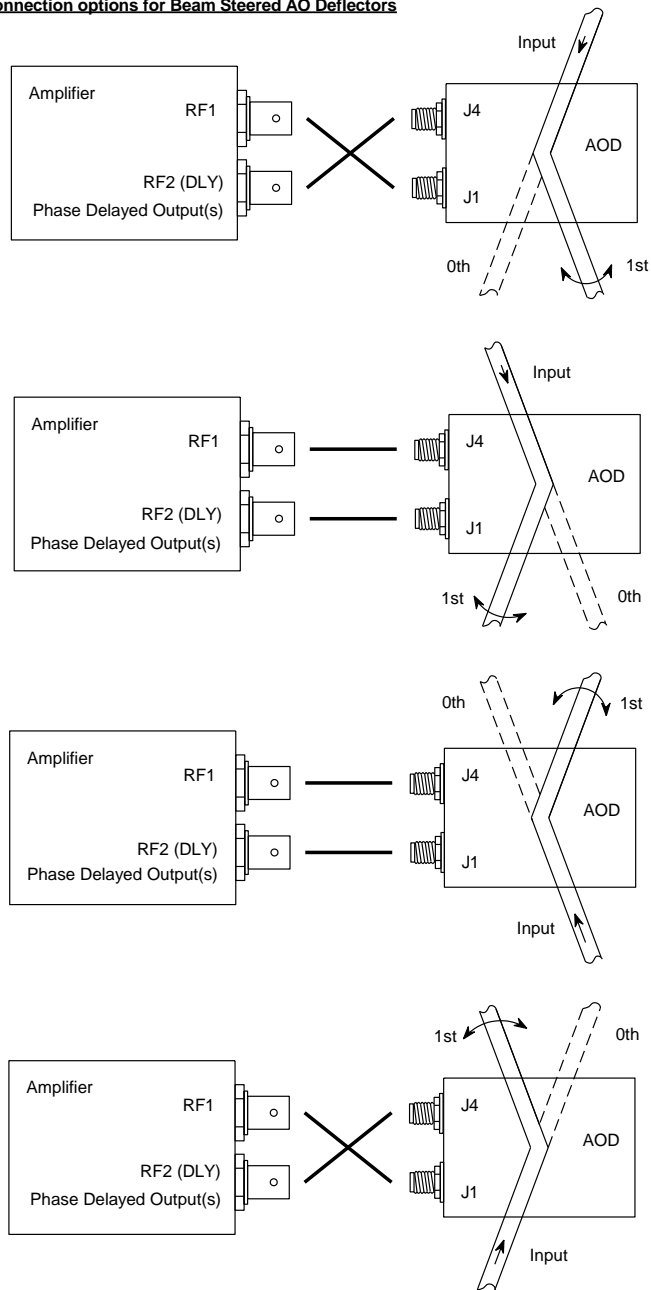 onnection options for Beam Steered AO Deflectors
Input
Amplifier
RF1
J4
AOD
RF2 (DLY)
J1
Phase Delayed Output(s)
0th
1st
Input
Amplifier
RF1
J4
AOD
RF2 (DLY)
J1
Phase Delayed Output(s)
1st
0th
0th
1st
Amplifier
RF1
J4
AOD
RF2 (DLY)
J1
Phase Delayed Output(s)
Input
1st
0th
Amplifier
RF1
J4
AOD
RF2 (DLY)
J1
Phase Delayed Output(s)
Input